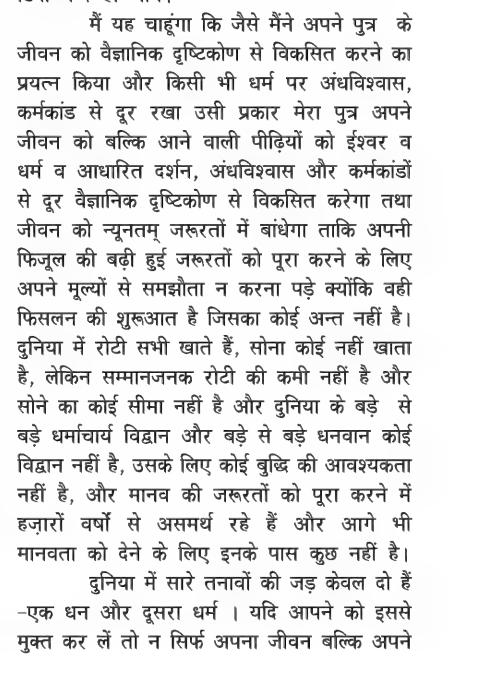 मैं यह चाहूंगा कि जैसे मैंने अपने पुत्र के
जीवन को वैज्ञानिक दृष्टिकोण से विकसित करने का
प्रयत्न किया और किसी भी धर्म पर अंधविश्वास,
कर्मकांड से दूर रखा उसी प्रकार मेरा पुत्र अपने
जीवन को बल्कि आने वाली पीढ़ियों को ईश्वर व
धर्म व आधारित दर्शन, अंधविश्वास और कर्मकांडों
से दूर वैज्ञानिक दृष्टिकोण से विकसित करेगा तथा
जीवन को न्यूनतम् जरूरतों में बांधेगा ताकि अपनी
फिजूल की बढ़ी हुई जरूरतों को पूरा करने के लिए
अपने मूल्यों से समझौता न करना पड़े क्योंकि वही
फिसलन की शुरूआत है जिसका कोई अन्त नहीं है।
दुनिया में रोटी सभी खाते हैं, सोना कोई नहीं खाता
है, लेकिन सम्मानजनक रोटी की कमी नहीं है और
सोने का कोई सीमा नहीं है और दुनिया के बड़े से
बड़े धर्माचार्य विद्वान और बड़े से बड़े धनवान कोई
विद्वान नहीं है, उसके लिए कोई बुद्धि की आवश्यकता
नहीं है, और मानव की जरूरतों को पूरा करने में
हज़ारों वर्षों से असमर्थ रहे हैं और आगे भी
मानवता को देने के लिए इनके पास कुछ नहीं है।
दुनिया में सारे तनावों की जड़ केवल दो हैं
-एक धन और दूसरा धर्म । यदि आपने को इससे
मुक्त कर लें तो न सिर्फ अपना जीवन बल्कि अपने